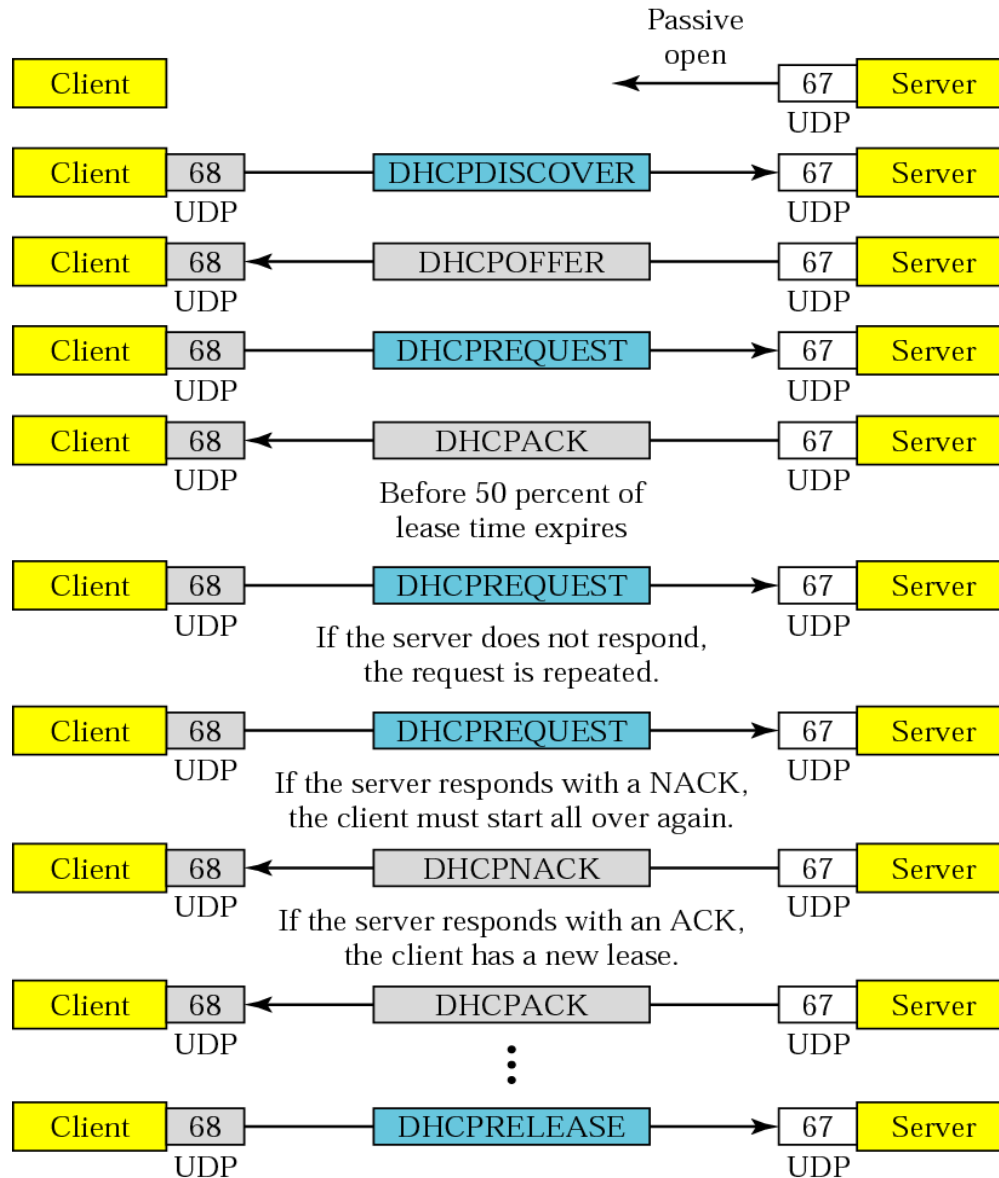 Passive
open
Client 67 Server
UDP
Client 68 DHCPDISCOVER 67 Server
UDP UDP
Client 68 DHCPOFFER 67 Server
UDP UDP
Client 68 DHCPREQUEST 67 Server
UDP UDP
Client 68 DHCPACK 67 Server
UDP UDP
Before 50 percent of
lease time expires
Client 68 DHCPREQUEST 67 Server
UDP UDP
If the server does not respond,
the request is repeated.
Client 68 DHCPREQUEST 67 Server
UDP UDP
If the server responds with a NACK,
the client must start all over again.
Client 68 DHCPNACK 67 Server
UDP UDP
If the server responds with an ACK,
the client has a new lease.
Client 68 DHCPACK 67 Server
UDP UDP
Client 68 DHCPRELEASE 67 Server
UDP UDP